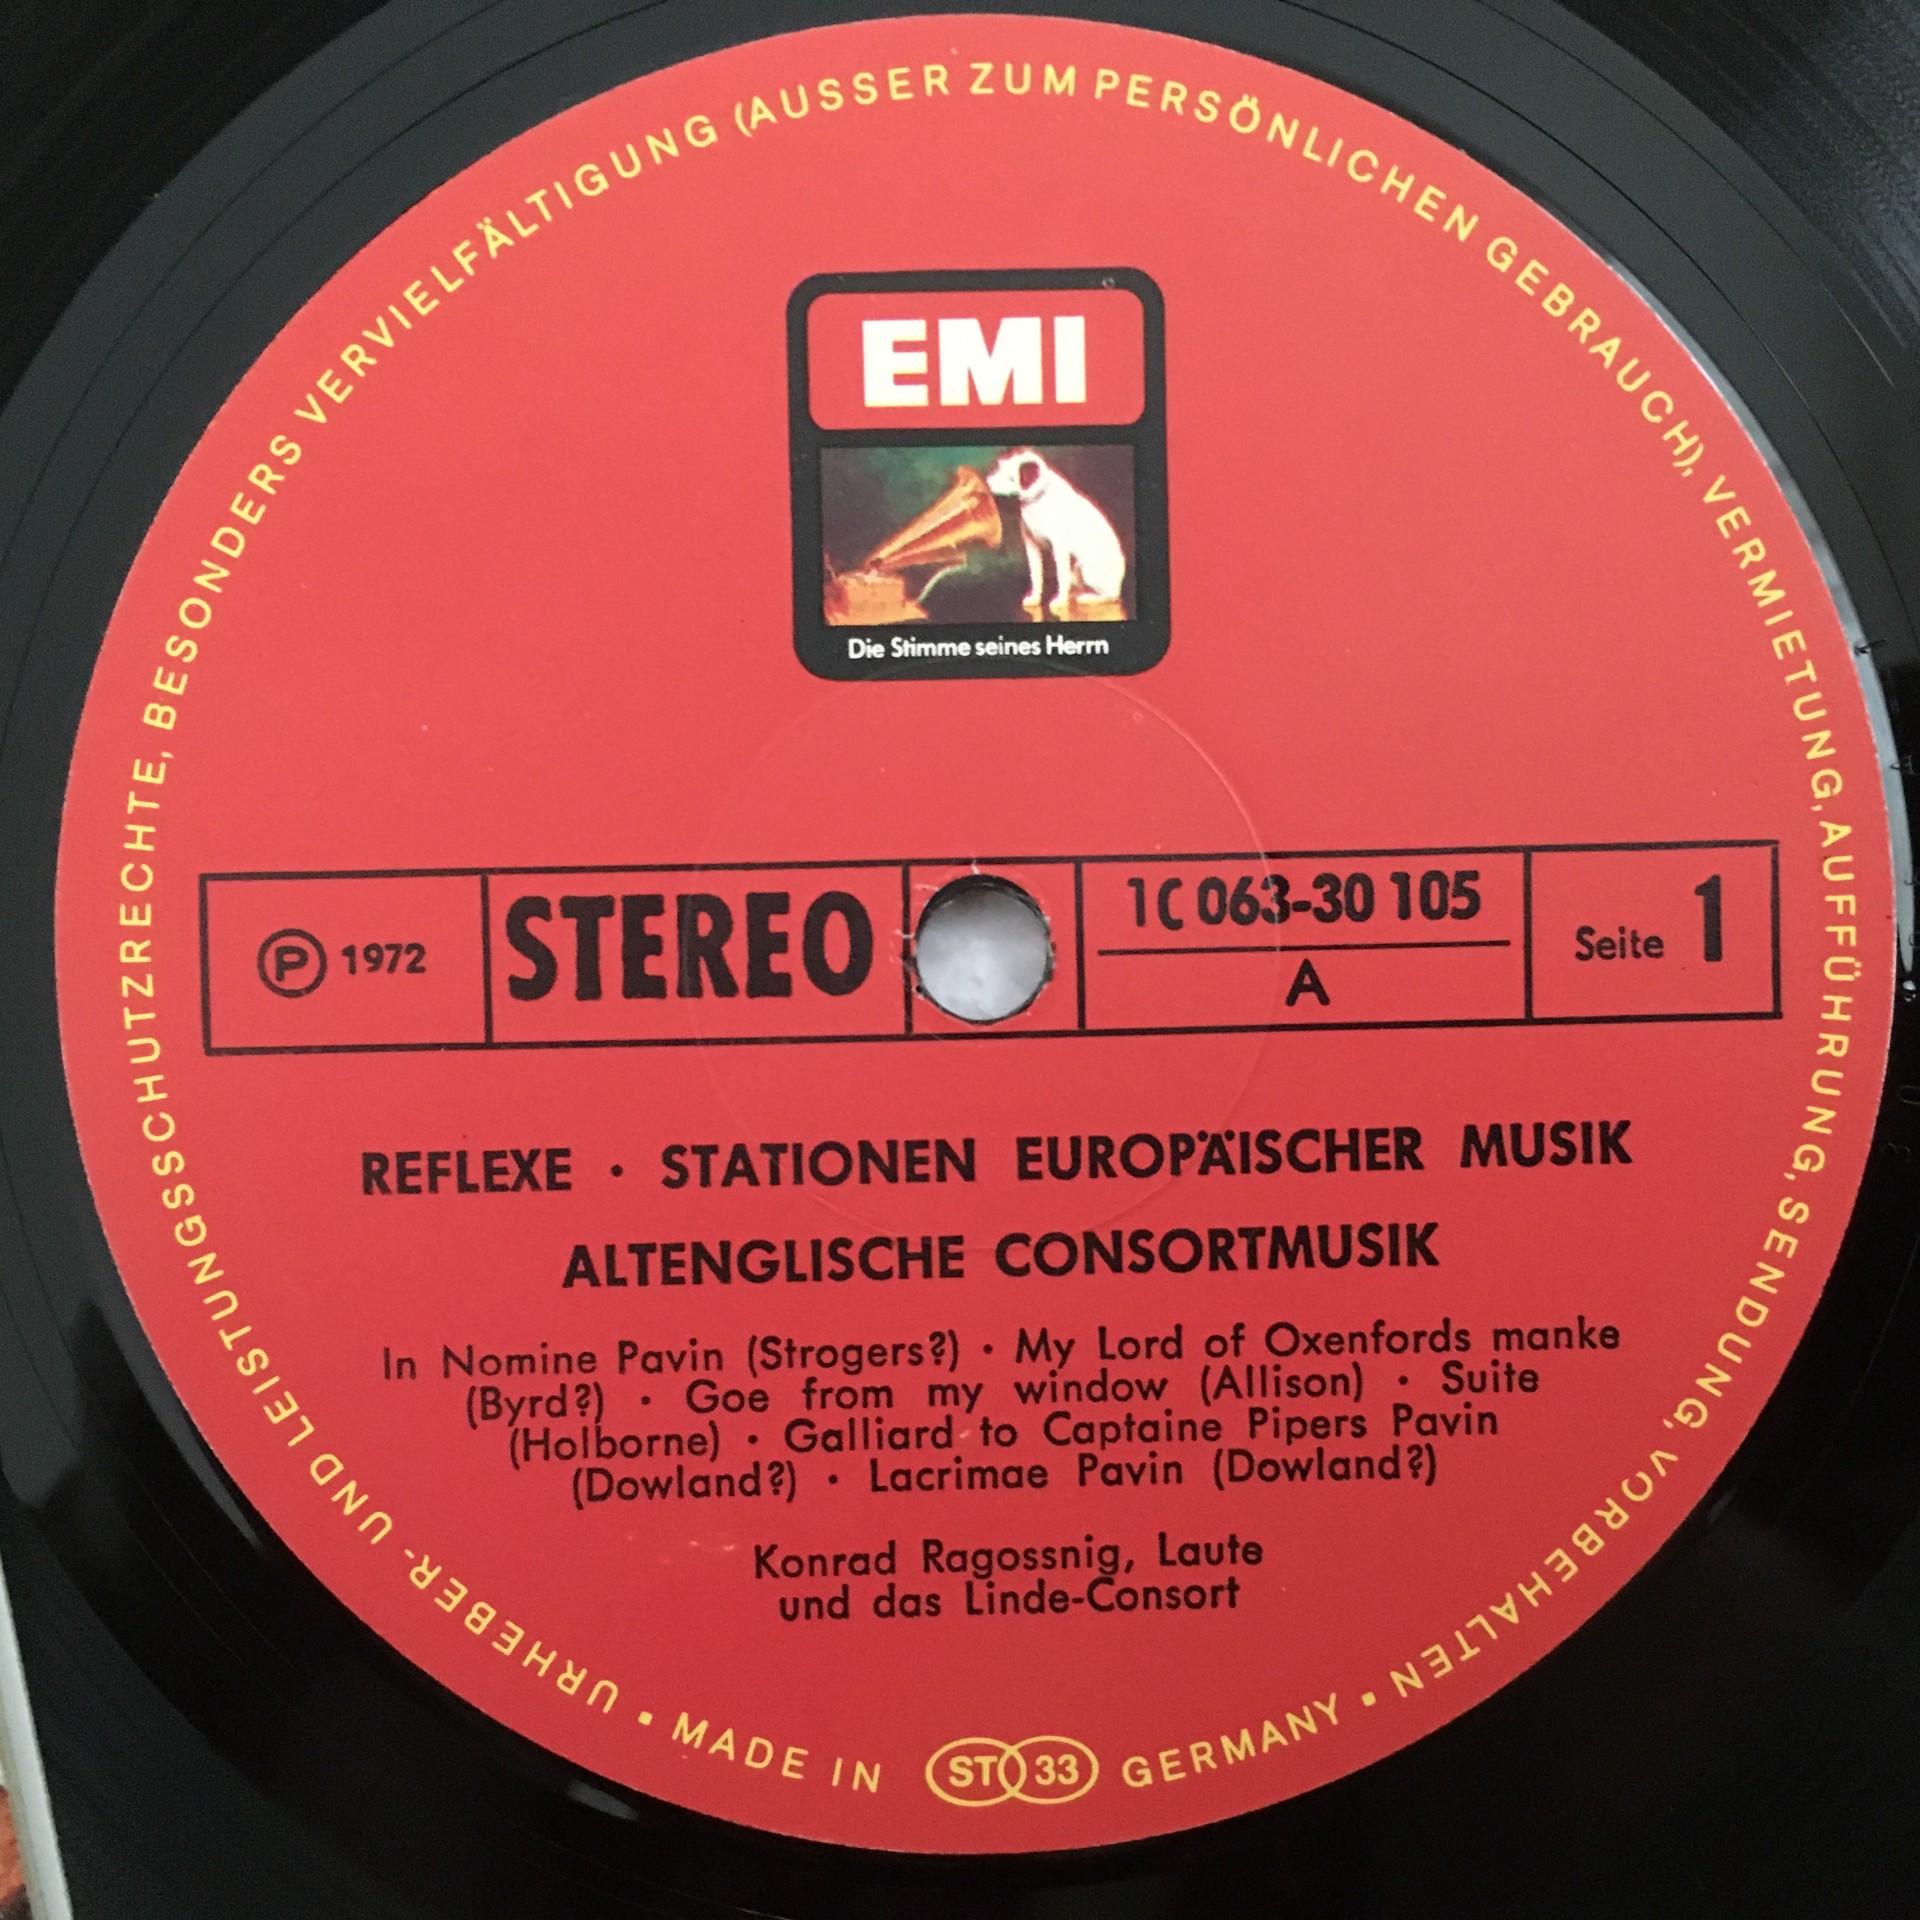 EMI
Die Stimme seines Herrn
Ⓟ 1972
STEREO
1C 063-30 105
A
Seite 1
REFLEXE · STATIONEN EUROPÄISCHER MUSIK
ALTENGLISCHE CONSORTMUSIK
In Nomine Pavin (Strogers?) · My Lord of Oxenfords manke
(Byrd?) · Goe from my window (Allison) · Suite
(Holborne) · Galliard to Captaine Pipers Pavin
(Dowland?) · Lacrimae Pavin (Dowland?)
Konrad Ragossnig, Laute
und das Linde-Consort
URHEBER- UND LEISTUNGSSCHUTZRECHTE, BESONDERS VERVIELFÄLTIGUNG (AUSSER ZUM PERSÖNLICHEN GEBRAUCH), VERMIETUNG, AUFFÜHRUNG, SENDUNG, VORBEHALTEN ·
· MADE IN ST 33 GERMANY